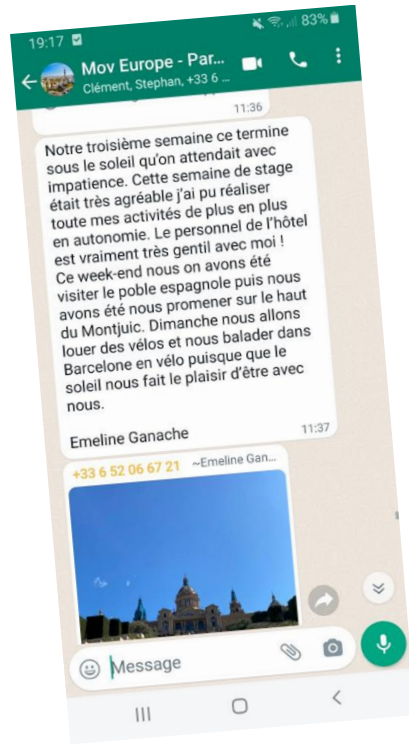 19:17
83%
Mov Europe - Par...
Clément, Stephan, +33 6 ...
11:36
Notre troisième semaine ce termine
sous le soleil qu'on attendait avec
impatience. Cette semaine de stage
était très agréable j'ai pu réaliser
toute mes activités de plus en plus
en autonomie. Le personnel de l'hôtel
est vraiment très gentil avec moi !
Ce week-end nous on avons été
visiter le poble espagnole puis nous
avons été nous promener sur le haut
du Montjuic. Dimanche nous allons
louer des vélos et nous balader dans
Barcelone en vélo puisque que le
soleil nous fait le plaisir d'être avec
nous.
Emeline Ganache
11:37
+33 6 52 06 67 21 ~Emeline Gan...
Message